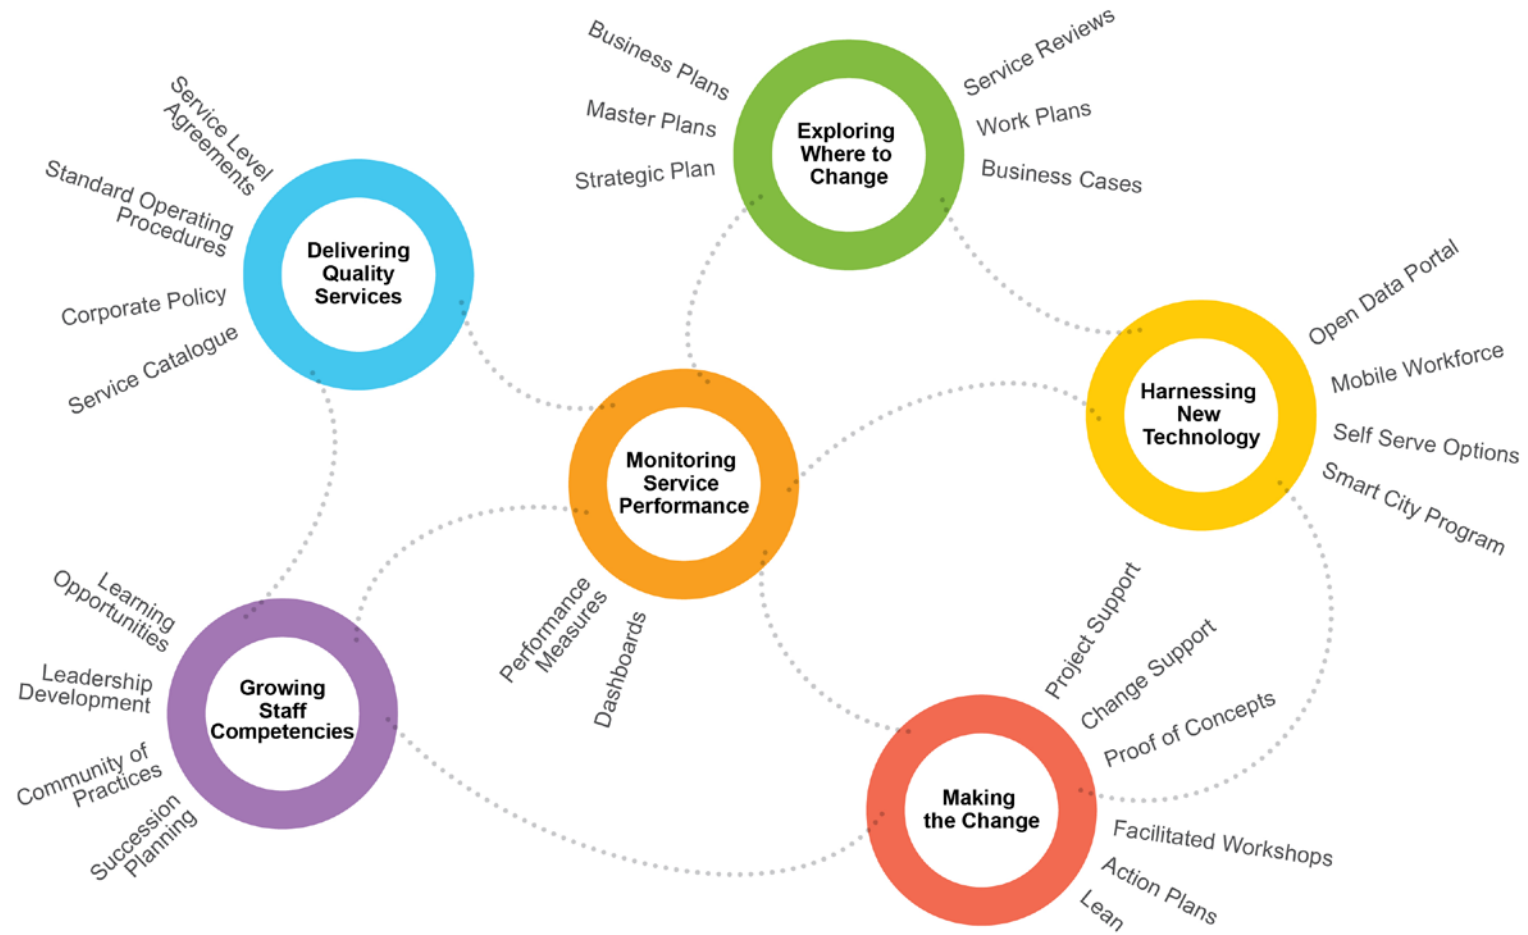 Business Plans
Master Plans
Strategic Plan
Exploring
Where to
Change
Service Reviews
Work Plans
Business Cases
Service Level
Agreements
Standard Operating
Procedures
Corporate Policy
Service Catalogue
Delivering
Quality
Services
Open Data Portal
Mobile Workforce
Self Serve Options
Smart City Program
Harnessing
New
Technology
Monitoring
Service
Performance
Performance
Measures
Dashboards
Learning
Opportunities
Leadership
Development
Community of
Practices
Succession
Planning
Growing
Staff
Competencies
Project Support
Change Support
Proof of Concepts
Making
the Change
Facilitated Workshops
Action Plans
Lean